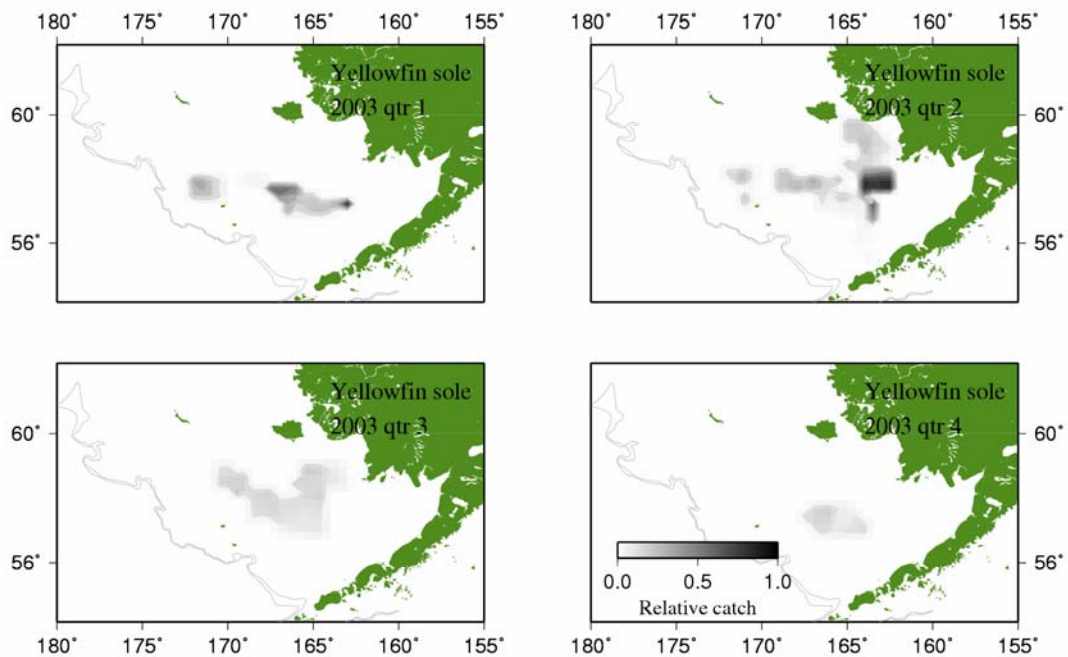 180˚ 175˚ 170˚ 165˚ 160˚ 155˚
180˚ 175˚ 170˚ 165˚ 160˚ 155˚
Yellowfin sole
2003 qtr 1
60˚
56˚
Yellowfin sole
2003 qtr 2
60˚
56˚
Yellowfin sole
2003 qtr 3
60˚
56˚
Yellowfin sole
2003 qtr 4
60˚
56˚
0.0 0.5 1.0
Relative catch
180˚ 175˚ 170˚ 165˚ 160˚ 155˚
180˚ 175˚ 170˚ 165˚ 160˚ 155˚